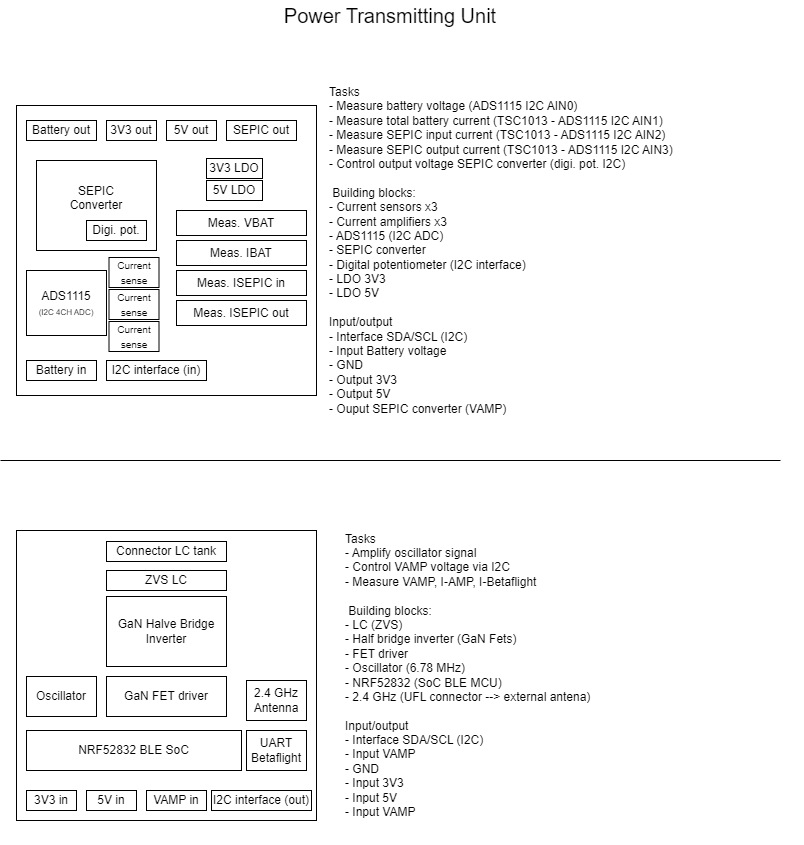 Power Transmitting Unit
Battery out
3V3 out
5V out
SEPIC out
3V3 LDO
5V LDO
SEPIC
Converter
Digi. pot.
Meas. VBAT
Meas. IBAT
Meas. ISEPIC in
Meas. ISEPIC out
ADS1115
(I2C 4CH ADC)
Current
sense
Current
sense
Current
sense
Battery in
I2C interface (in)
Tasks
- Measure battery voltage (ADS1115 I2C AIN0)
- Measure total battery current (TSC1013 - ADS1115 I2C AIN1)
- Measure SEPIC input current (TSC1013 - ADS1115 I2C AIN2)
- Measure SEPIC output current (TSC1013 - ADS1115 I2C AIN3)
- Control output voltage SEPIC converter (digi. pot. I2C)
Building blocks:
- Current sensors x3
- Current amplifiers x3
- ADS1115 (I2C ADC)
- SEPIC converter
- Digital potentiometer (I2C interface)
- LDO 3V3
- LDO 5V
Input/output
- Interface SDA/SCL (I2C)
- Input Battery voltage
- GND
- Output 3V3
- Output 5V
- Ouput SEPIC converter (VAMP)
Connector LC tank
ZVS LC
GaN Halve Bridge
Inverter
Oscillator
GaN FET driver
2.4 GHz
Antenna
NRF52832 BLE SoC
UART
Betaflight
3V3 in
5V in
VAMP in
I2C interface (out)
Tasks
- Amplify oscillator signal
- Control VAMP voltage via I2C
- Measure VAMP, I-AMP, I-Betaflight
Building blocks:
- LC (ZVS)
- Half bridge inverter (GaN Fets)
- FET driver
- Oscillator (6.78 MHz)
- NRF52832 (SoC BLE MCU)
- 2.4 GHz (UFL connector --> external antena)
Input/output
- Interface SDA/SCL (I2C)
- Input VAMP
- GND
- Input 3V3
- Input 5V
- Input VAMP